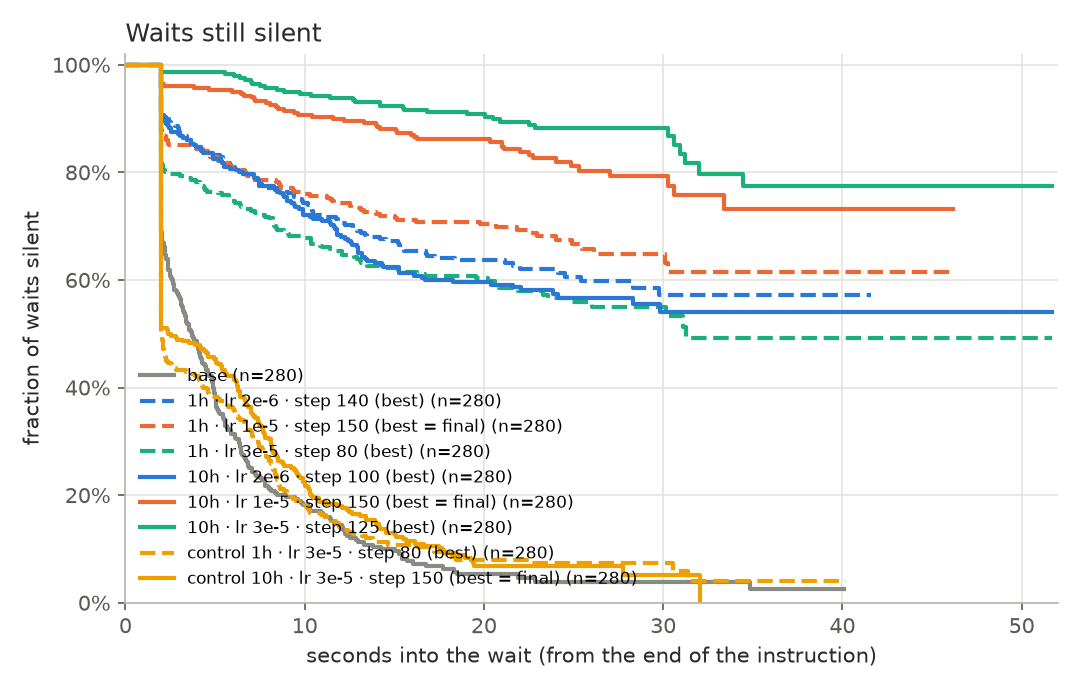 Waits still silent
100%
80%
60%
40%
20%
0%
fraction of waits silent
base (n=280)
1h · lr 2e-6 · step 140 (best) (n=280)
1h · lr 1e-5 · step 150 (best = final) (n=280)
1h · lr 3e-5 · step 80 (best) (n=280)
10h · lr 2e-6 · step 100 (best) (n=280)
10h · lr 1e-5 · step 150 (best = final) (n=280)
10h · lr 3e-5 · step 125 (best) (n=280)
control 1h · lr 3e-5 · step 80 (best) (n=280)
control 10h · lr 3e-5 · step 150 (best = final) (n=280)
0 10 20 30 40 50
seconds into the wait (from the end of the instruction)